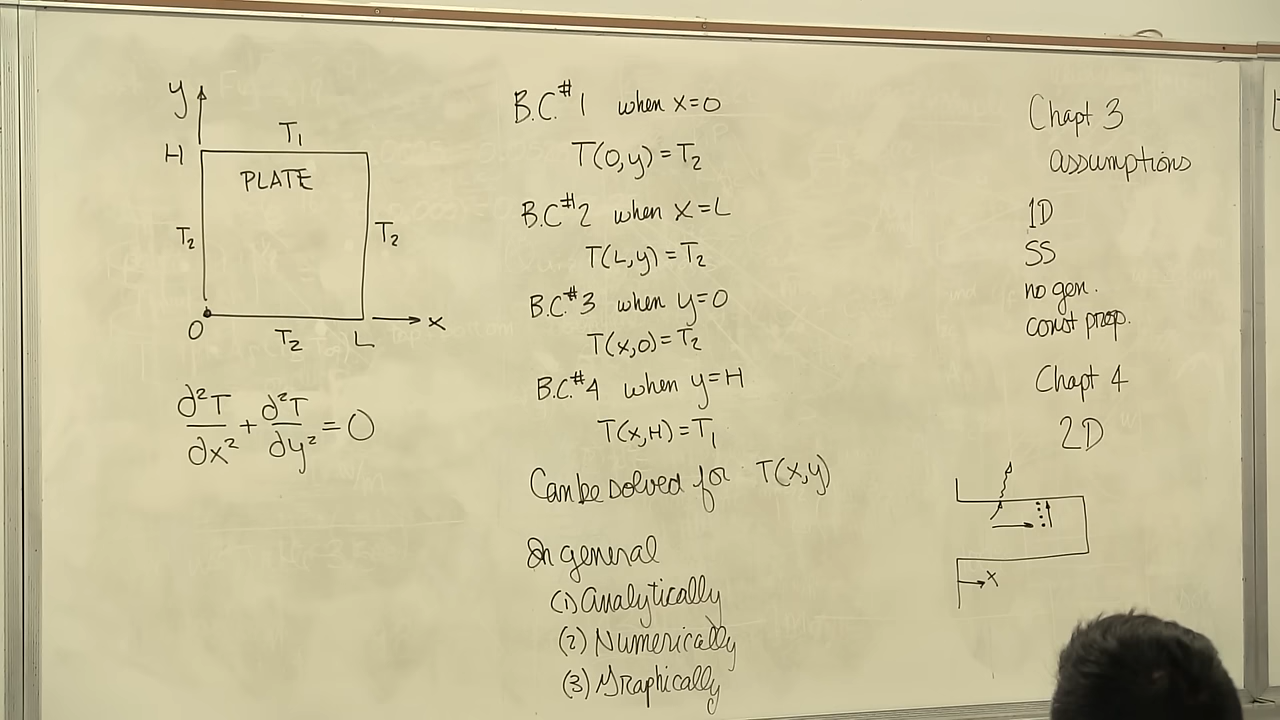 y
T₁
H
PLATE
T₂
T₂
O
T₂
L
x
∂²T/∂x² + ∂²T/∂y² = 0
B.C.#1 when x=0
T(0,y)=T₂
B.C.#2 when x=L
T(L,y)=T₂
B.C.#3 when y=0
T(x,0)=T₂
B.C.#4 when y=H
T(x,H)=T₁
Can be solved for T(x,y)
In general
(1) Analytically
(2) Numerically
(3) Graphically
Chapt 3
assumptions
1D
SS
no gen.
const prop.
Chapt 4
2D
x